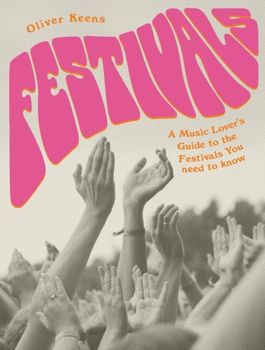 Oliver Keens
FESTIVALS
A Music Lover's
Guide to the
Festivals You
need to know